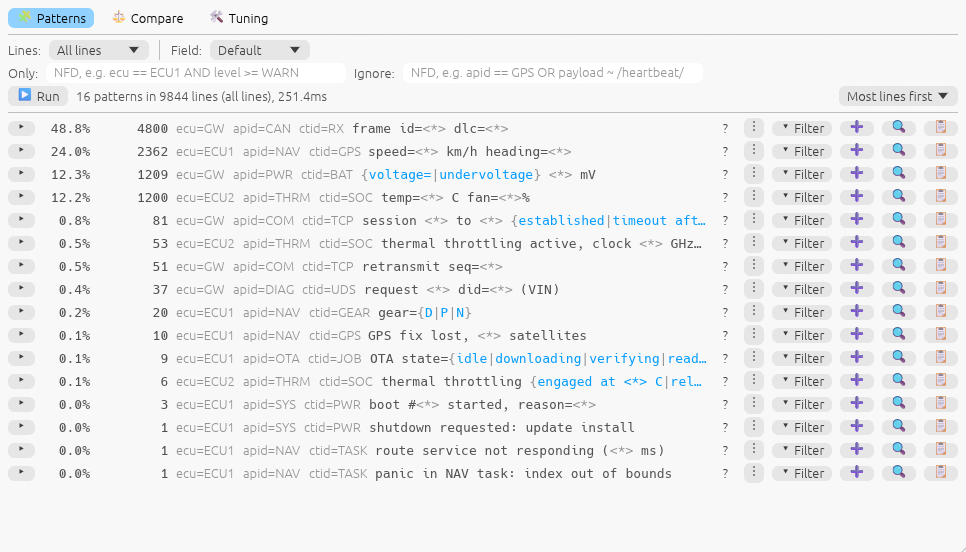 Patterns Compare Tuning
Lines: All lines Field: Default
Only: NFD, e.g. ecu == ECU1 AND level >= WARN Ignore: NFD, e.g. apid == GPS OR payload ~ /heartbeat/
Run 16 patterns in 9844 lines (all lines), 251.4ms Most lines first
48.8% 4800 ecu=GW apid=CAN ctid=RX frame id=<*> dlc=<*> ? Filter
24.0% 2362 ecu=ECU1 apid=NAV ctid=GPS speed=<*> km/h heading=<*> ? Filter
12.3% 1209 ecu=GW apid=PWR ctid=BAT {voltage=|undervoltage} <*> mV ? Filter
12.2% 1200 ecu=ECU2 apid=THRM ctid=SOC temp=<*> C fan=<*>% ? Filter
0.8% 81 ecu=GW apid=COM ctid=TCP session <*> to <*> {established|timeout aft… ? Filter
0.5% 53 ecu=ECU2 apid=THRM ctid=SOC thermal throttling active, clock <*> GHz… ? Filter
0.5% 51 ecu=GW apid=COM ctid=TCP retransmit seq=<*> ? Filter
0.4% 37 ecu=GW apid=DIAG ctid=UDS request <*> did=<*> (VIN) ? Filter
0.2% 20 ecu=ECU1 apid=NAV ctid=GEAR gear={D|P|N} ? Filter
0.1% 10 ecu=ECU1 apid=NAV ctid=GPS GPS fix lost, <*> satellites ? Filter
0.1% 9 ecu=ECU1 apid=OTA ctid=JOB OTA state={idle|downloading|verifying|read… ? Filter
0.1% 6 ecu=ECU2 apid=THRM ctid=SOC thermal throttling {engaged at <*> C|rel… ? Filter
0.0% 3 ecu=ECU1 apid=SYS ctid=PWR boot #<*> started, reason=<*> ? Filter
0.0% 1 ecu=ECU1 apid=SYS ctid=PWR shutdown requested: update install ? Filter
0.0% 1 ecu=ECU1 apid=NAV ctid=TASK route service not responding (<*> ms) ? Filter
0.0% 1 ecu=ECU1 apid=NAV ctid=TASK panic in NAV task: index out of bounds ? Filter